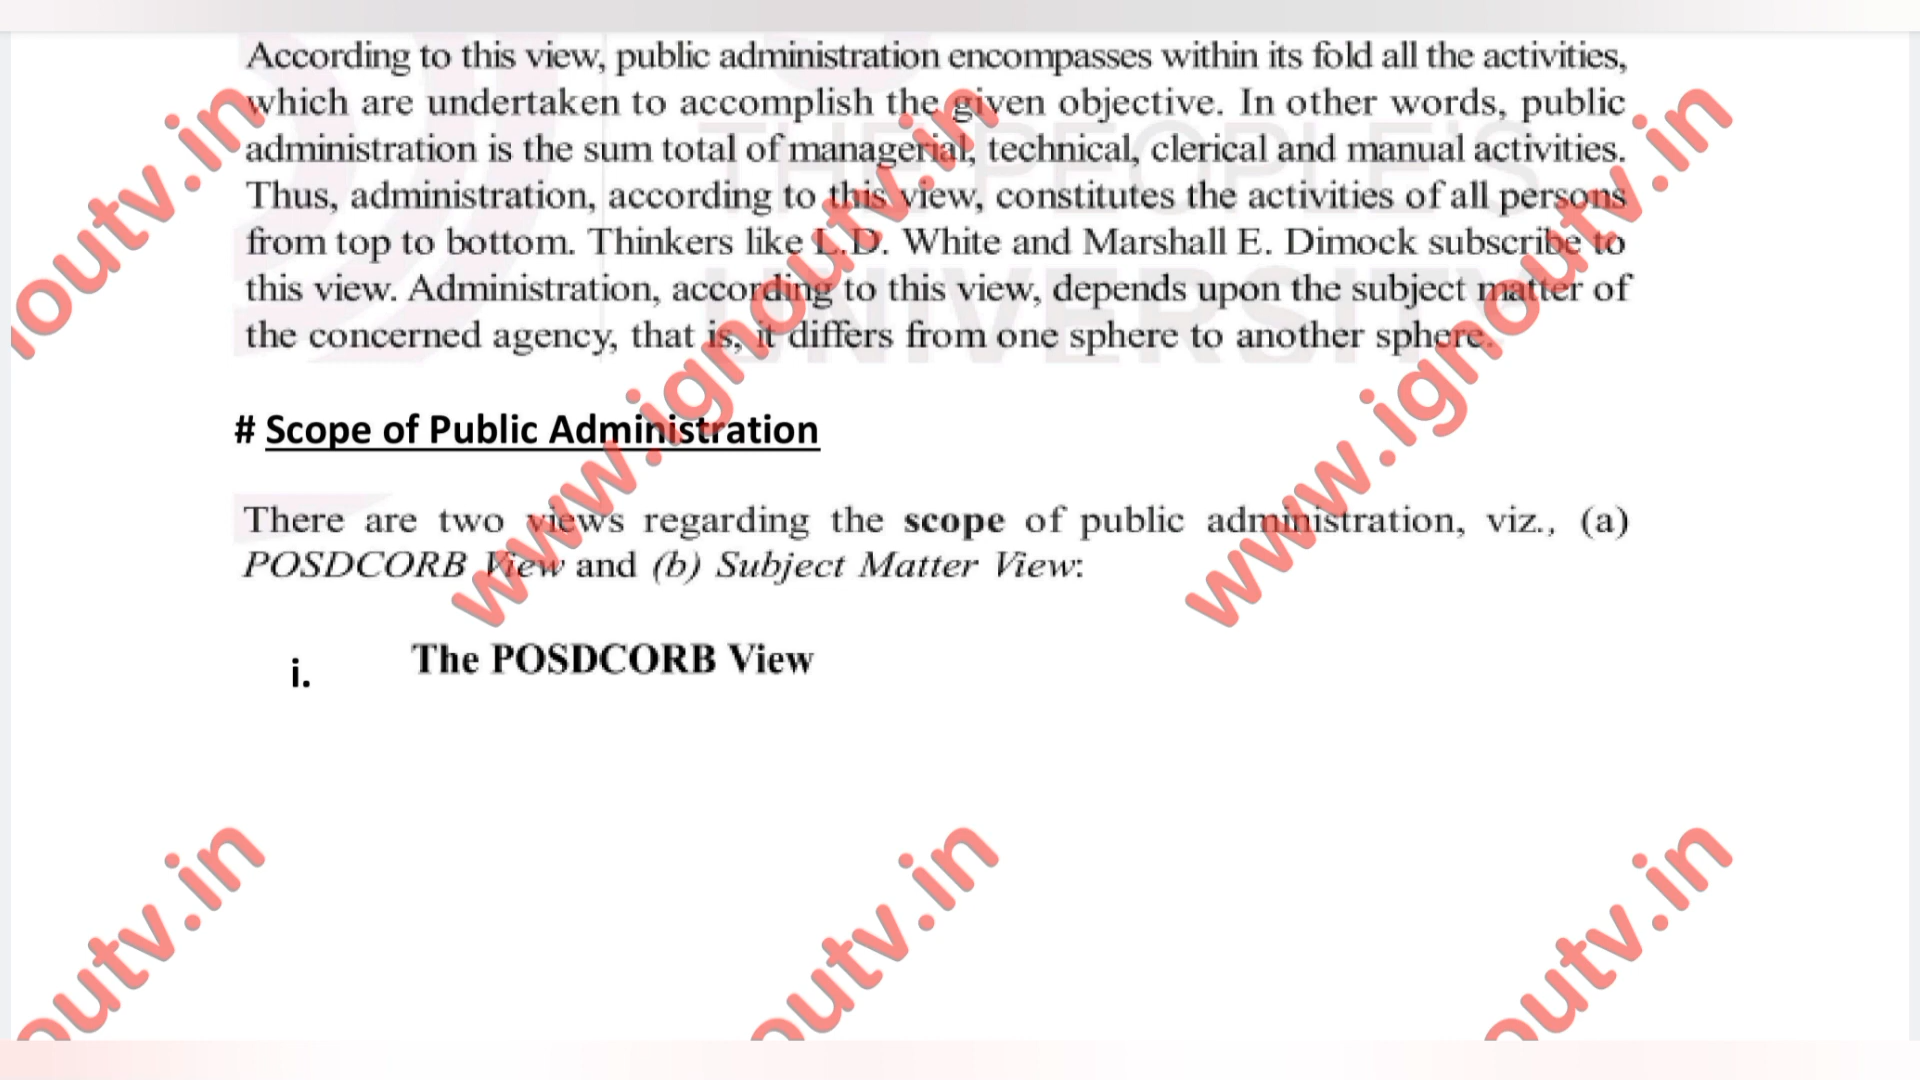 According to this view, public administration encompasses within its fold all the activities,
which are undertaken to accomplish the given objective. In other words, public
administration is the sum total of managerial, technical, clerical and manual activities.
Thus, administration, according to this view, constitutes the activities of all persons
from top to bottom. Thinkers like L.D. White and Marshall E. Dimock subscribe to
this view. Administration, according to this view, depends upon the subject matter of
the concerned agency, that is, it differs from one sphere to another sphere.
# Scope of Public Administration
There are two views regarding the scope of public administration, viz., (a)
POSDCORB View and (b) Subject Matter View:
i. The POSDCORB View
THE PEOPLE'S
UNIVERSITY
noutv.in
www.ignoutv.in
www.ignoutv.in
outv.in
outv.in
outv.in